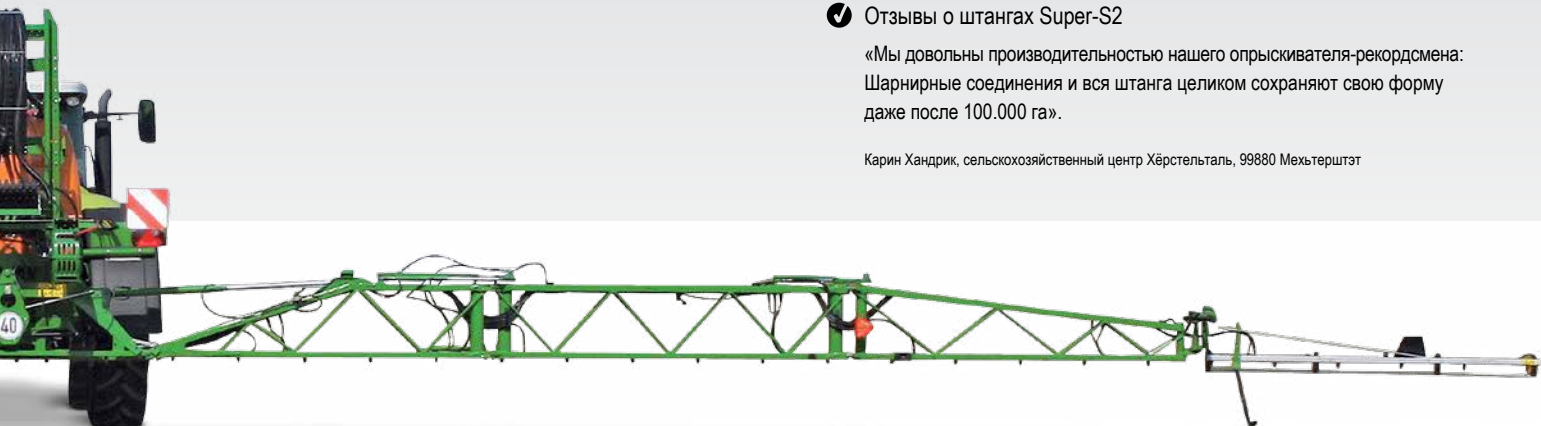 Отзывы о штангах Super-S2
«Мы довольны производительностью нашего опрыскивателя-рекордсмена:
Шарнирные соединения и вся штанга целиком сохраняют свою форму
даже после 100.000 га».
Карин Хандрик, сельскохозяйственный центр Хёрстельталь, 99880 Мехьтерштэт
40